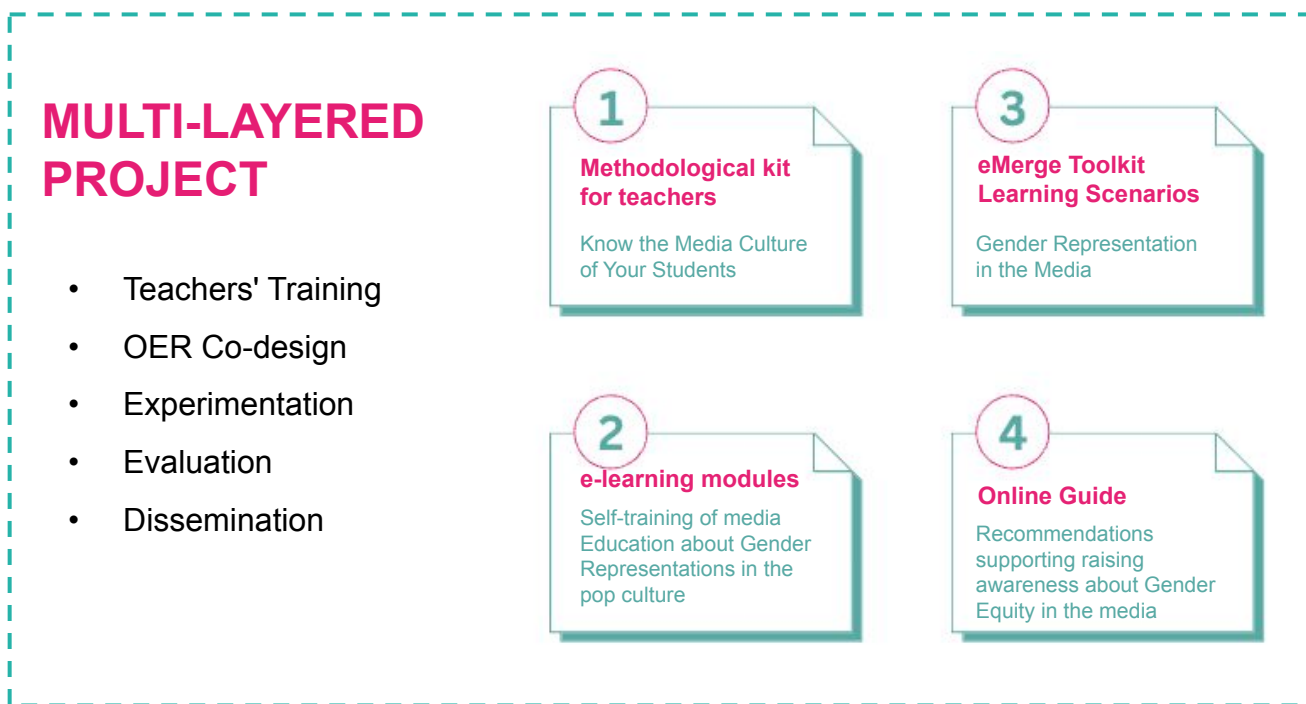 MULTI-LAYERED
PROJECT
• Teachers' Training
• OER Co-design
• Experimentation
• Evaluation
• Dissemination
1
Methodological kit
for teachers
Know the Media Culture
of Your Students
2
e-learning modules
Self-training of media
Education about Gender
Representations in the
pop culture
3
eMerge Toolkit
Learning Scenarios
Gender Representation
in the Media
4
Online Guide
Recommendations
supporting raising
awareness about Gender
Equity in the media